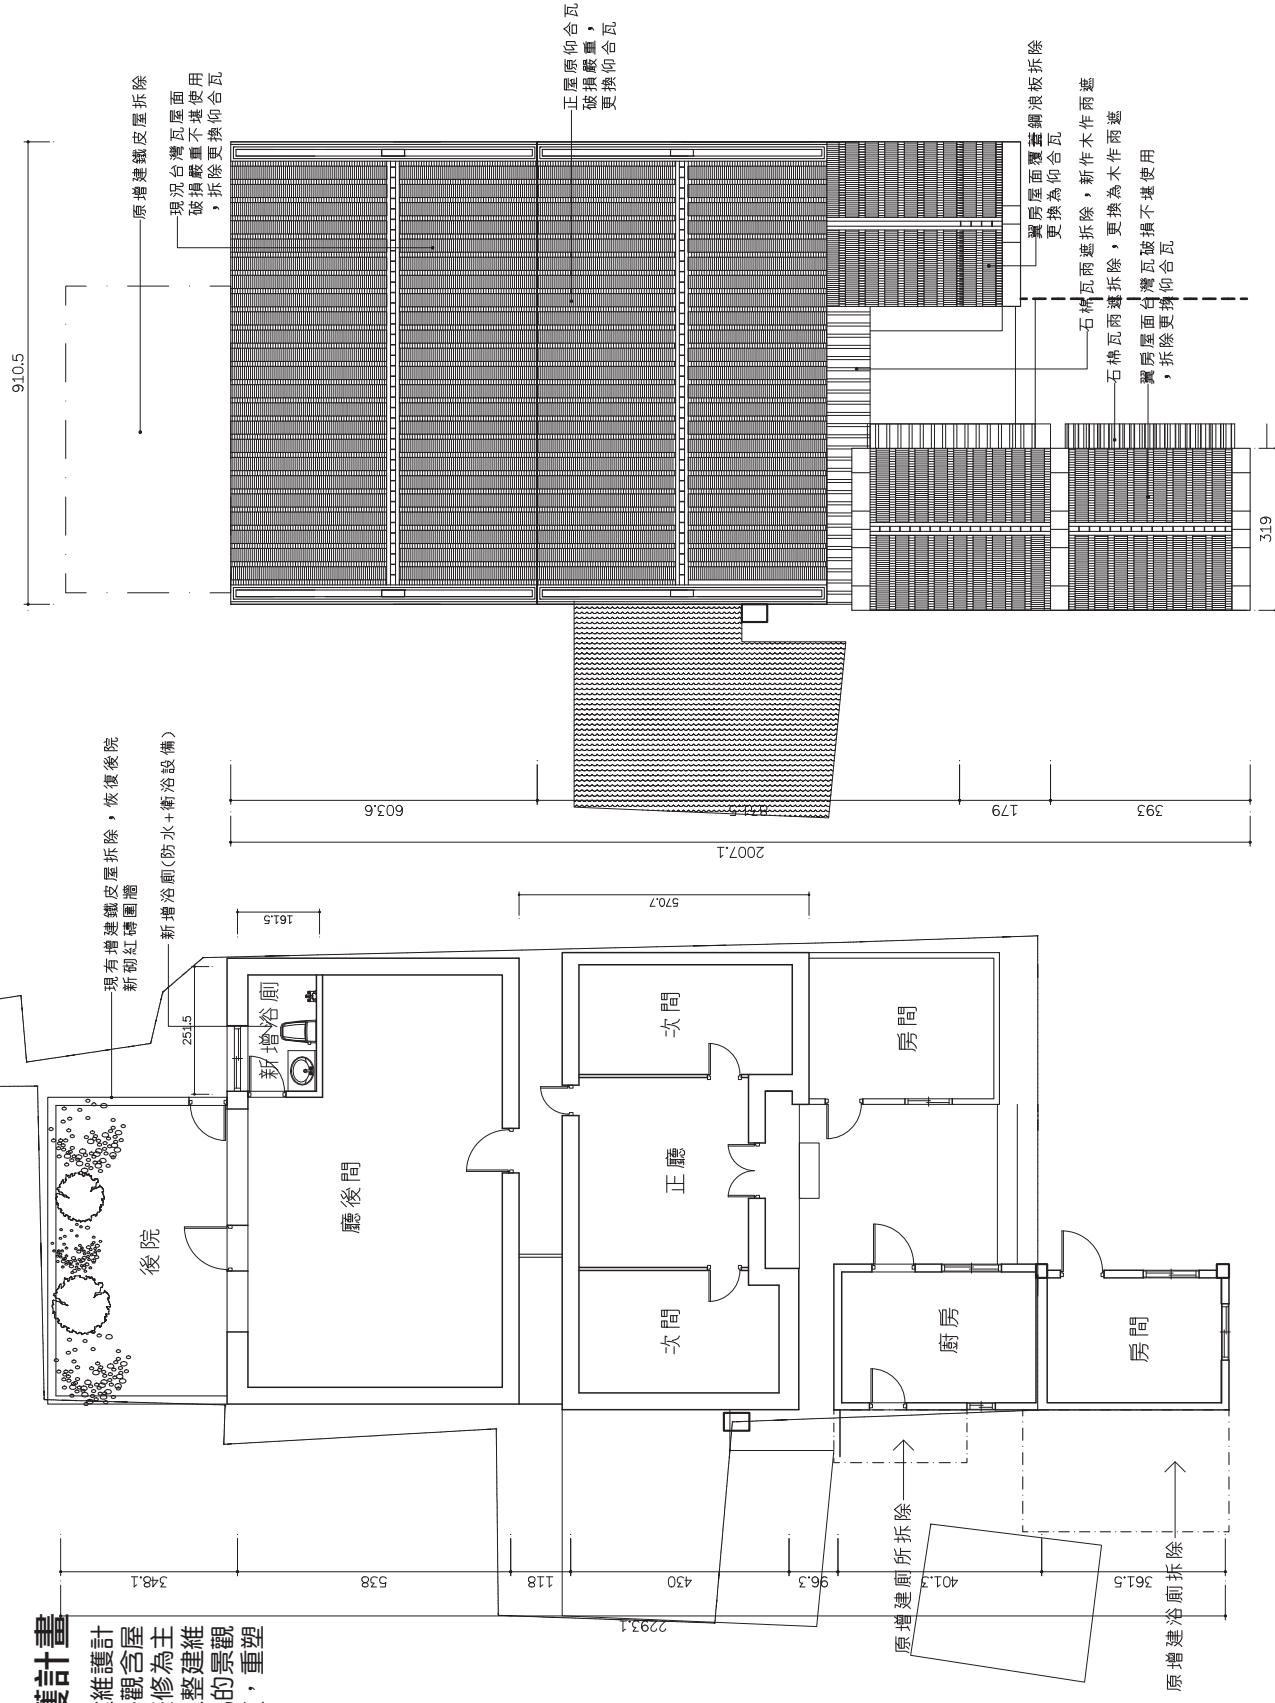 護計畫
維護計
觀含屋
修為主
整建維
的景觀
，重塑
現有增建鐵皮屋拆除，恢復後院
新砌紅磚圍牆
新增浴廁(防水+衛浴設備)
251.5
161.5
570.7
後院
新增浴廁
廳後間
次間
正廳
次間
房間
廚房
房間
原增建廁所拆除
原增建浴廁拆除
348.1
538
118
430
96.3
401.3
361.5
2293.1
910.5
原增建鐵皮屋拆除
現況台灣瓦屋面
破損嚴重不堪使用
，拆除更換仰合瓦
正屋原仰合瓦
破損嚴重，
更換仰合瓦
翼房屋面覆蓋鋼浪板拆除
更換為仰合瓦
石棉瓦雨遮拆除，新作木作雨遮
石棉瓦雨遮拆除，更換為木作雨遮
翼房屋面台灣瓦破損不堪使用
，拆除更換仰合瓦
603.6
179
393
2007.1
319